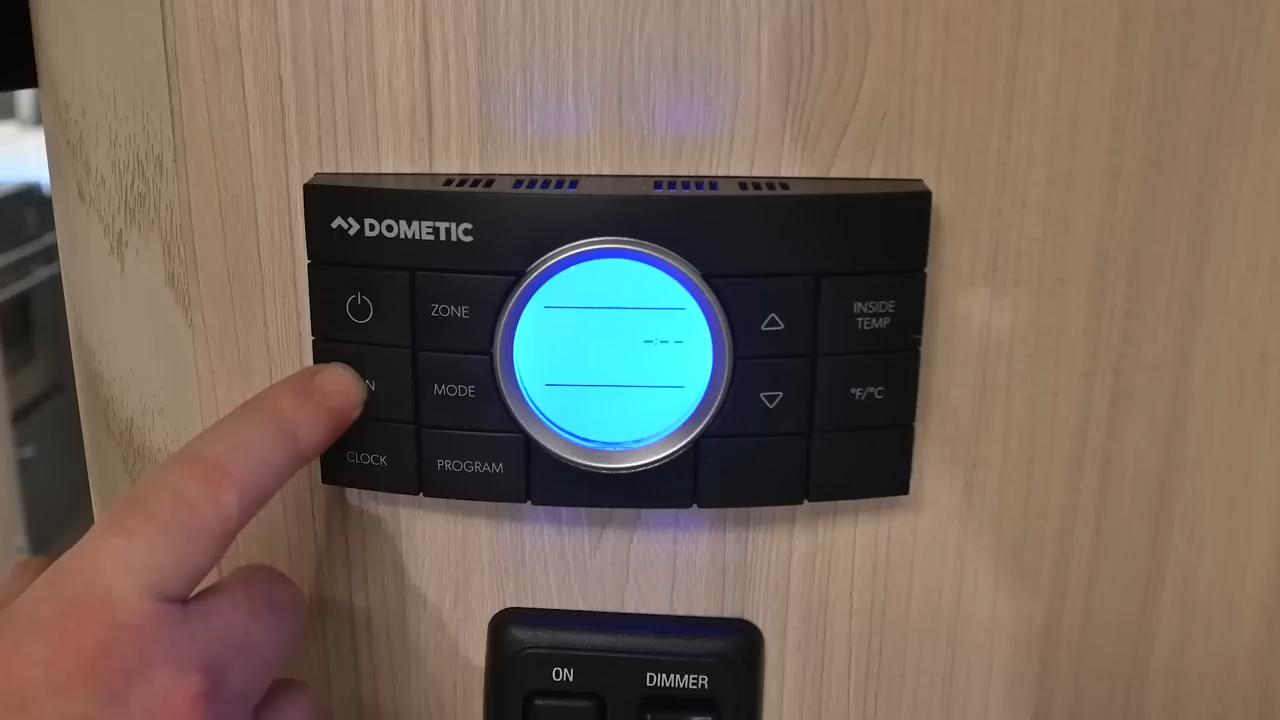 DOMETIC
ZONE
INSIDE
TEMP
MODE
°F/°C
CLOCK
PROGRAM
-:--
ON
DIMMER